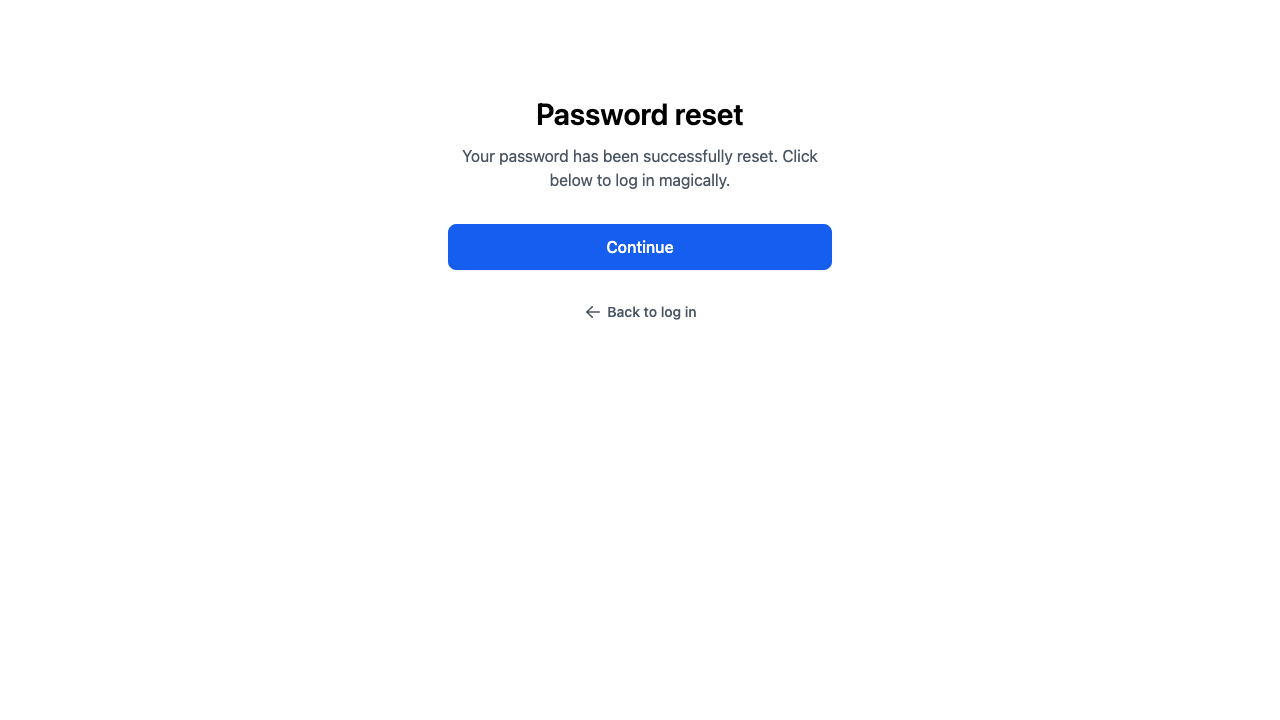 Password reset
Your password has been successfully reset. Click
below to log in magically.
Continue
Back to log in